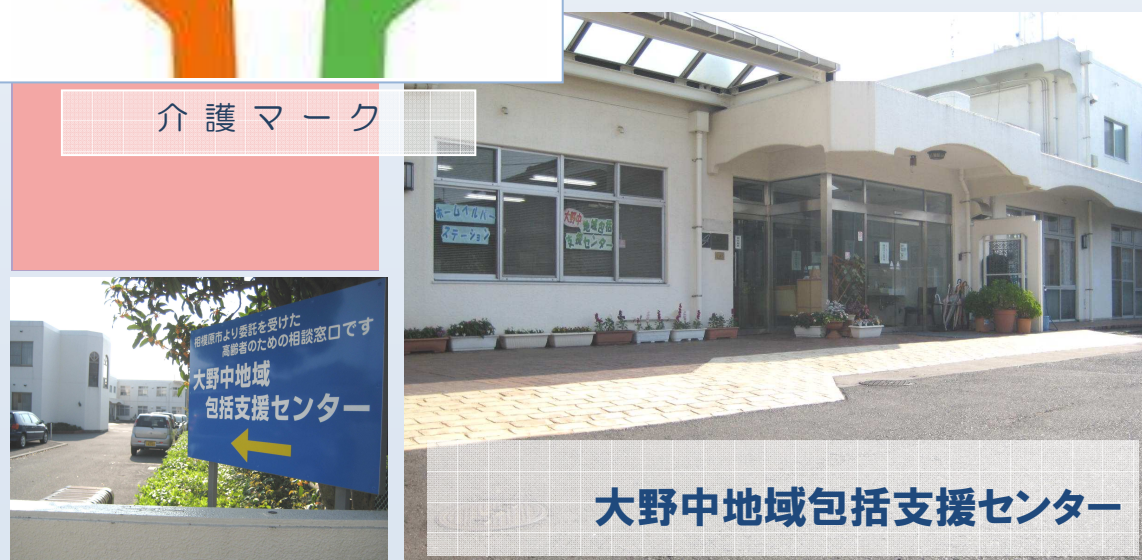 介護マーク
ホームヘルパー
ステーション
大野中
地域包括
支援センター
相模原市より委託を受けた
高齢者のための相談窓口です
大野中地域
包括支援センター
大野中地域包括支援センター